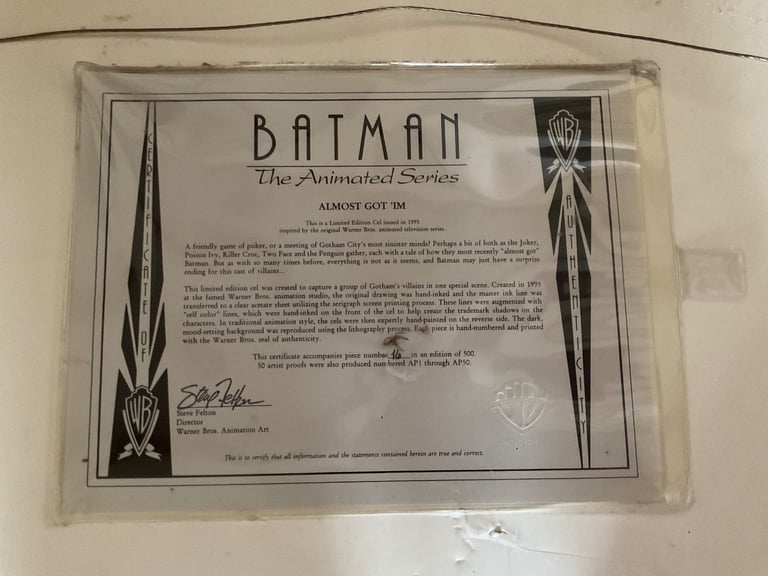 BATMAN
The Animated Series
ALMOST GOT 'IM
This is a Limited Edition Cel issued in 1995
inspired by the original Warner Bros. animated television series.
A friendly game of poker, or a meeting of Gotham City's most sinister minds? Perhaps a bit of both as the Joker,
Poison Ivy, Killer Croc, Two Face and the Penguin gather, each with a tale of how they most recently "almost got"
Batman. But as with so many times before, everything is not as it seems, and Batman may just have a surprise
ending for this cast of villains...
This limited edition cel was created to capture a group of Gotham's villains in one special scene. Created in 1995
at the famed Warner Bros. animation studio, the original drawing was hand-inked and the master ink line was
transferred to a clear acetate sheet utilizing the serigraph screen printing process. These lines were augmented with
"self color" lines, which were hand-inked on the front of the cel to help create the trademark shadows on the
characters. In traditional animation style, the cels were then expertly hand-painted on the reverse side. The dark,
mood-setting background was reproduced using the lithography process. Each piece is hand-numbered and printed
with the Warner Bros. seal of authenticity.
This certificate accompanies piece number 16 in an edition of 500.
50 artist proofs were also produced numbered AP1 through AP50.
Steve Felton
Steve Felton
Director
Warner Bros. Animation Art
This is to certify that all information and the statements contained herein are true and correct.
CERTIFICATE OF
WB
WB
AUTHENTICITY
WB